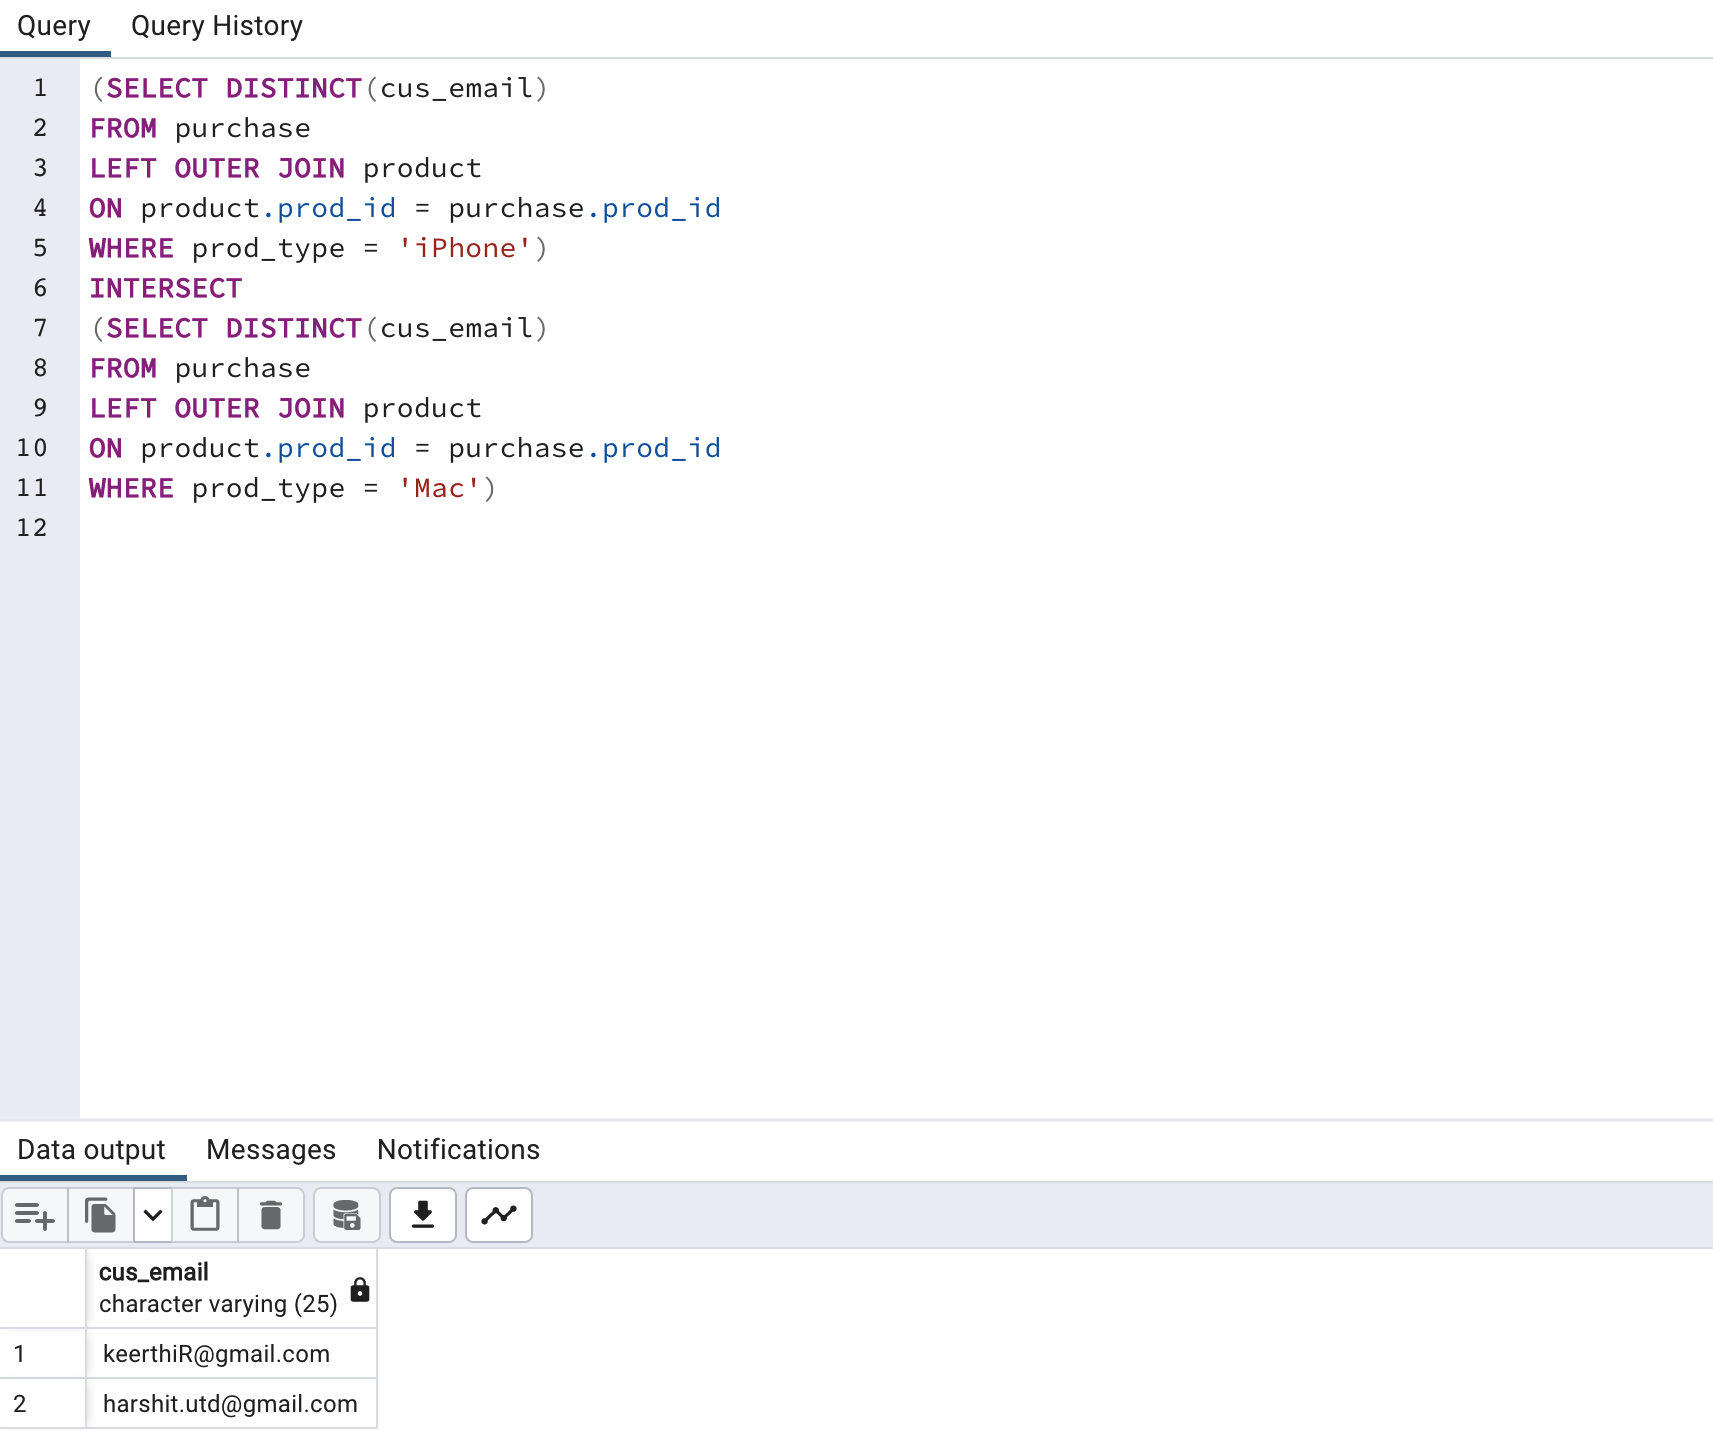 Query Query History
1 (SELECT DISTINCT(cus_email)
2 FROM purchase
3 LEFT OUTER JOIN product
4 ON product.prod_id = purchase.prod_id
5 WHERE prod_type = 'iPhone')
6 INTERSECT
7 (SELECT DISTINCT(cus_email)
8 FROM purchase
9 LEFT OUTER JOIN product
10 ON product.prod_id = purchase.prod_id
11 WHERE prod_type = 'Mac')
12
Data output Messages Notifications
cus_email
character varying (25)
1 keerthiR@gmail.com
2 harshit.utd@gmail.com